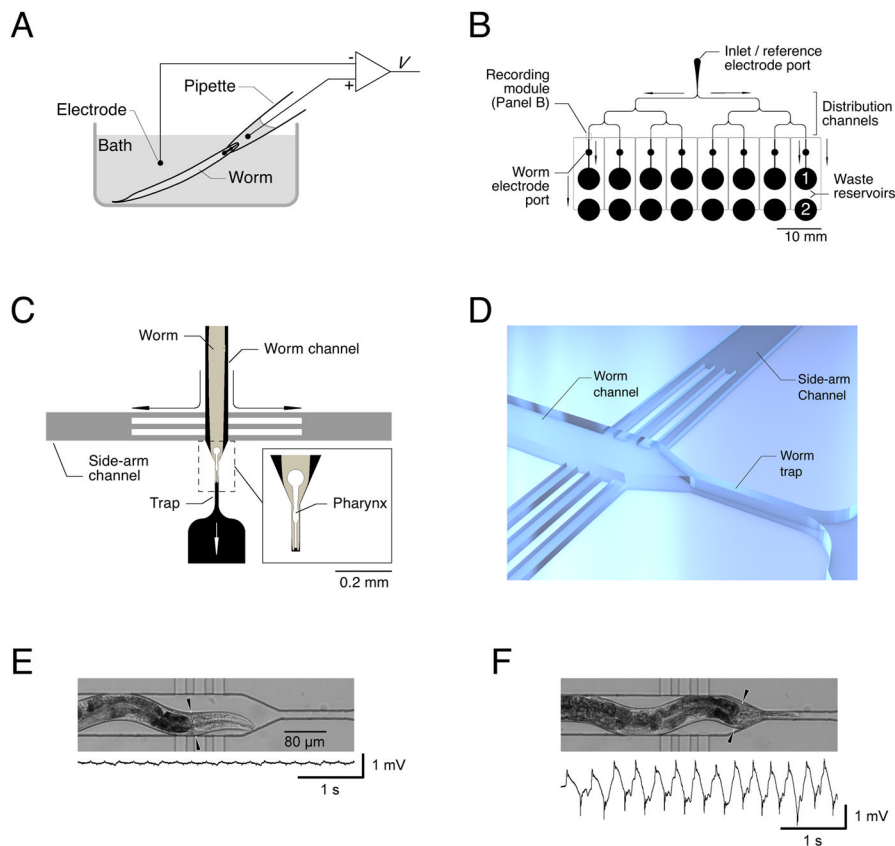 A
-
+
V
Pipette
Electrode
Bath
Worm
B
Inlet / reference
electrode port
Recording
module
(Panel B)
Distribution
channels
Worm
electrode
port
1
2
Waste
reservoirs
10 mm
C
Worm
Worm channel
Side-arm
channel
Trap
Pharynx
0.2 mm
D
Worm
channel
Side-arm
Channel
Worm
trap
E
80 µm
1 mV
1 s
F
1 mV
1 s